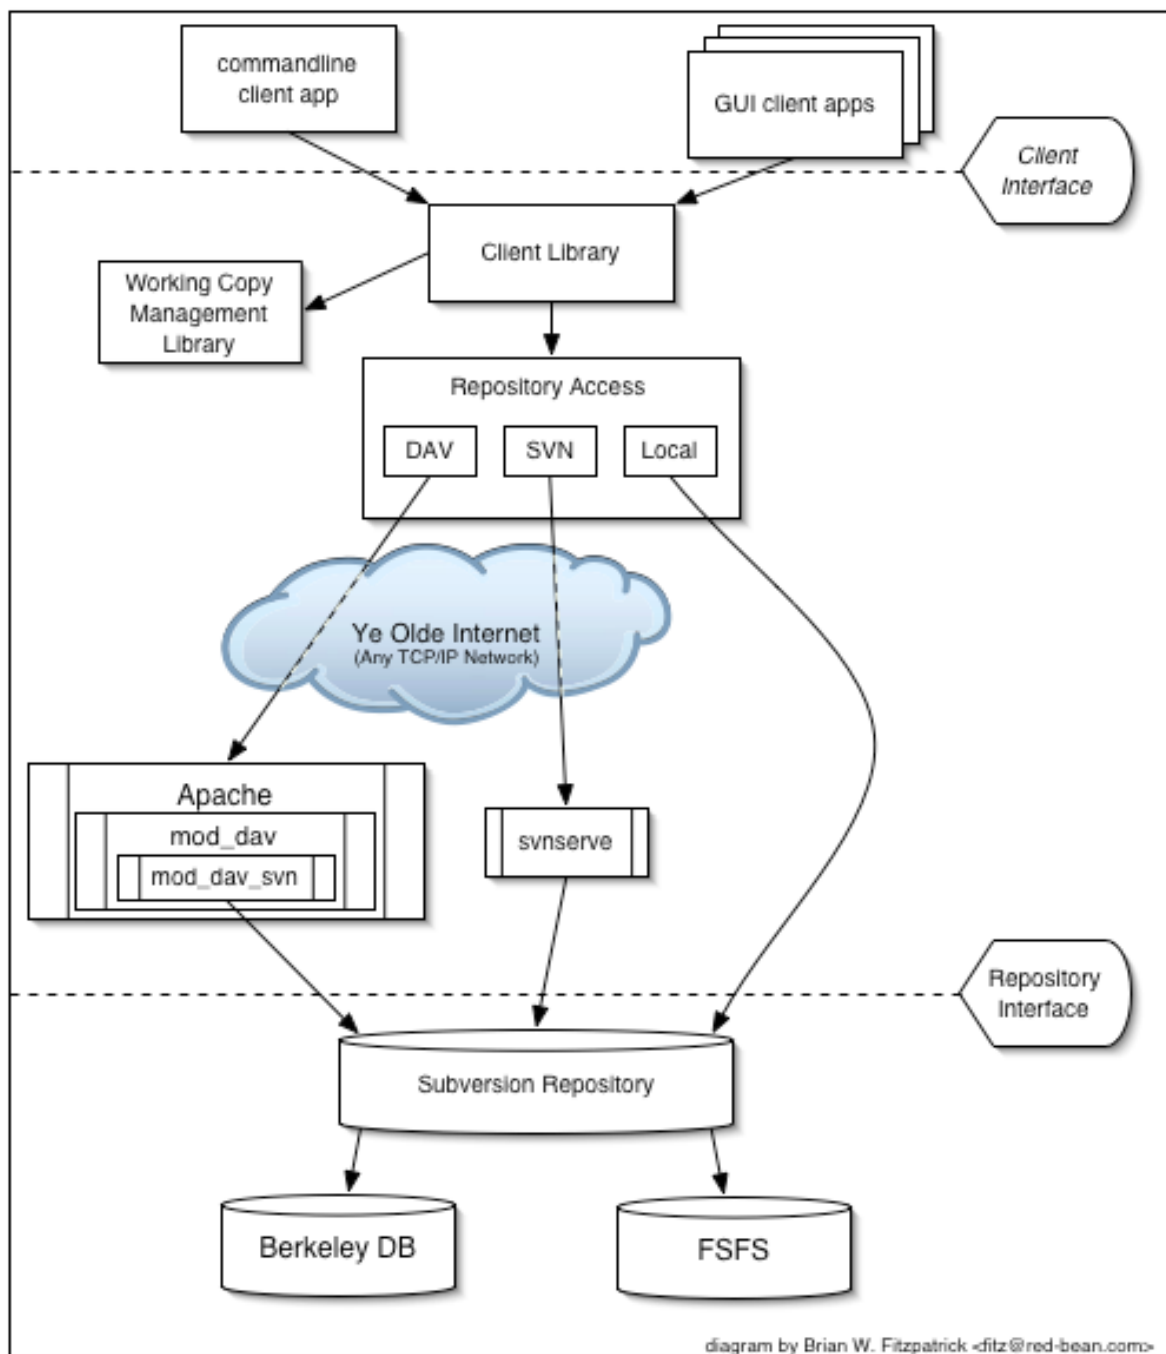 commandline
client app
GUI client apps
Client
Interface
Client Library
Working Copy
Management
Library
Repository Access
DAV
SVN
Local
Ye Olde Internet
(Any TCP/IP Network)
Apache
mod_dav
mod_dav_svn
svnserve
Repository
Interface
Subversion Repository
Berkeley DB
FSFS
diagram by Brian W. Fitzpatrick <fitz@red-bean.com>